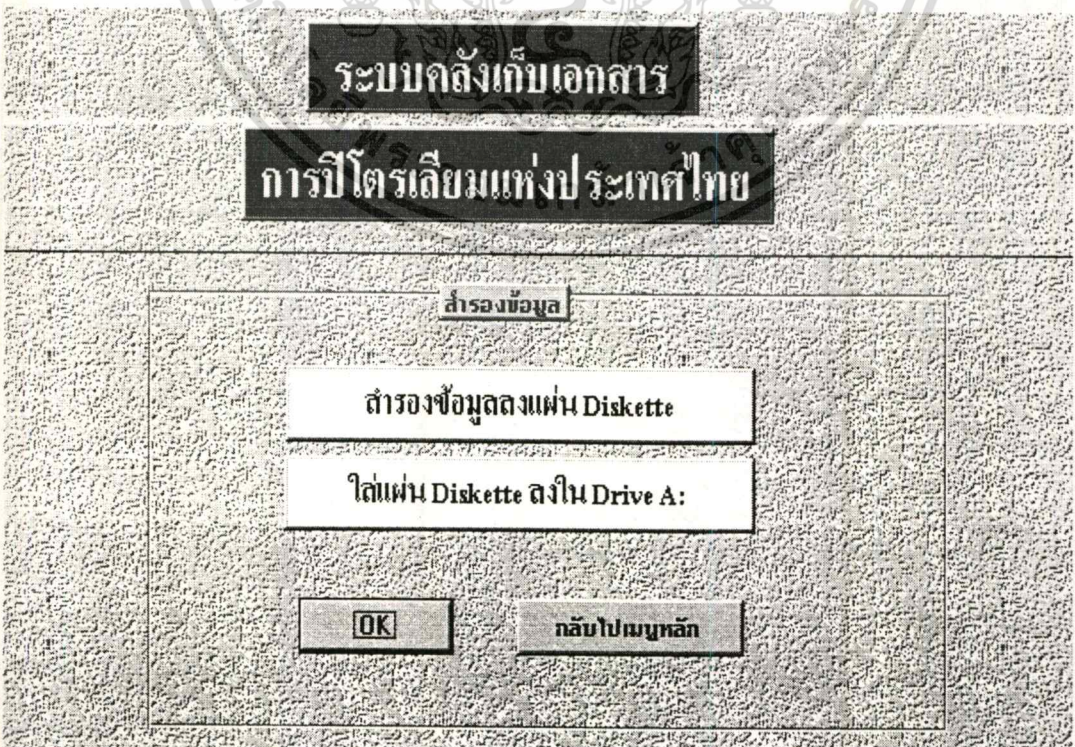 ระบบคลังเก็บเอกสาร
การปิโตรเลียมแห่งประเทศไทย
สำรองข้อมูล
สำรองข้อมูลลงแผ่น Diskette
ใส่แผ่น Diskette ลงใน Drive A:
OK
กลับไปเมนูหลัก